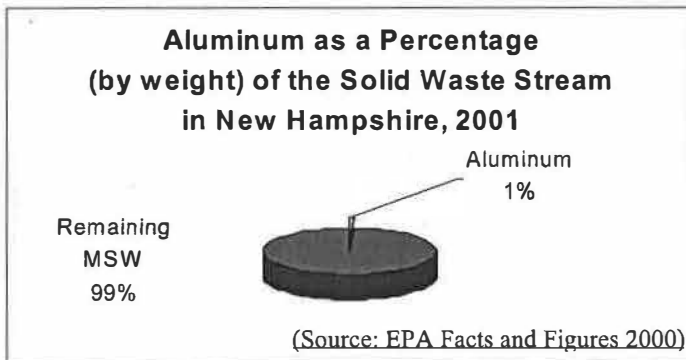 Aluminum as a Percentage
(by weight) of the Solid Waste Stream
in New Hampshire, 2001
Aluminum
1%
Remaining
MSW
99%
(Source: EPA Facts and Figures 2000)